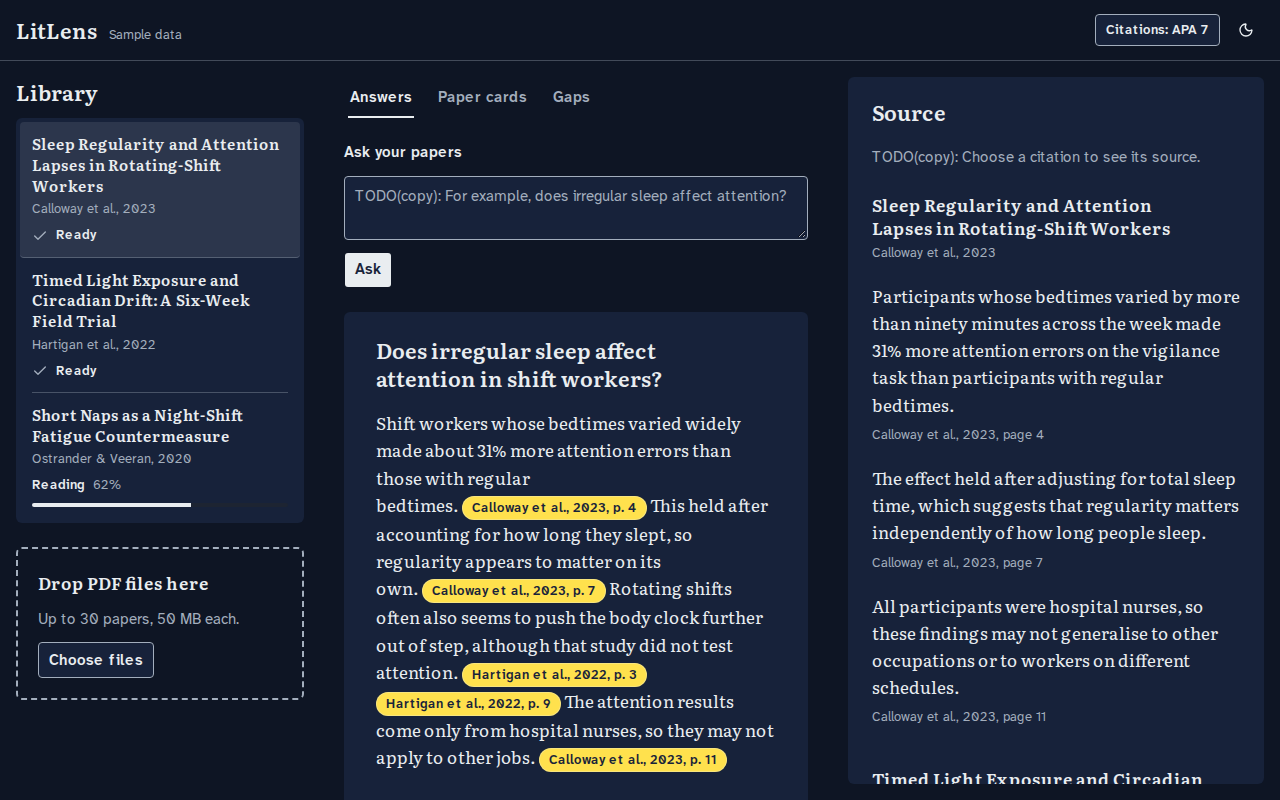 LitLens Sample data
Citations: APA 7
Library
Sleep Regularity and Attention
Lapses in Rotating-Shift
Workers
Calloway et al., 2023
Ready
Timed Light Exposure and
Circadian Drift: A Six-Week
Field Trial
Hartigan et al., 2022
Ready
Short Naps as a Night-Shift
Fatigue Countermeasure
Ostrander & Veeran, 2020
Reading 62%
Drop PDF files here
Up to 30 papers, 50 MB each.
Choose files
Answers Paper cards Gaps
Ask your papers
TODO(copy): For example, does irregular sleep affect attention?
Ask
Does irregular sleep affect
attention in shift workers?
Shift workers whose bedtimes varied widely
made about 31% more attention errors than
those with regular
bedtimes. Calloway et al., 2023, p. 4 This held after
accounting for how long they slept, so
regularity appears to matter on its
own. Calloway et al., 2023, p. 7 Rotating shifts
often also seems to push the body clock further
out of step, although that study did not test
attention. Hartigan et al., 2022, p. 3
Hartigan et al., 2022, p. 9 The attention results
come only from hospital nurses, so they may not
apply to other jobs. Calloway et al., 2023, p. 11
Source
TODO(copy): Choose a citation to see its source.
Sleep Regularity and Attention
Lapses in Rotating-Shift Workers
Calloway et al., 2023
Participants whose bedtimes varied by more
than ninety minutes across the week made
31% more attention errors on the vigilance
task than participants with regular
bedtimes.
Calloway et al., 2023, page 4
The effect held after adjusting for total sleep
time, which suggests that regularity matters
independently of how long people sleep.
Calloway et al., 2023, page 7
All participants were hospital nurses, so
these findings may not generalise to other
occupations or to workers on different
schedules.
Calloway et al., 2023, page 11
Timed Light Exposure and Circadian